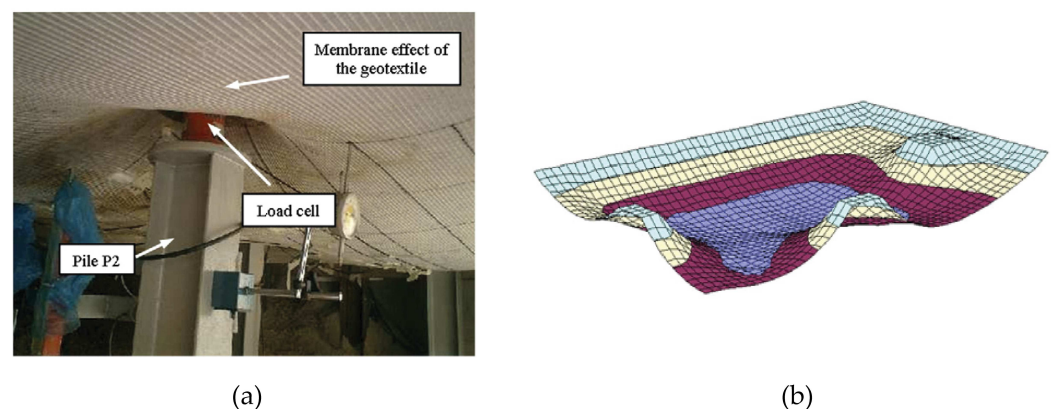 Membrane effect of
the geotextile
Load cell
Pile P2
(a)
(b)